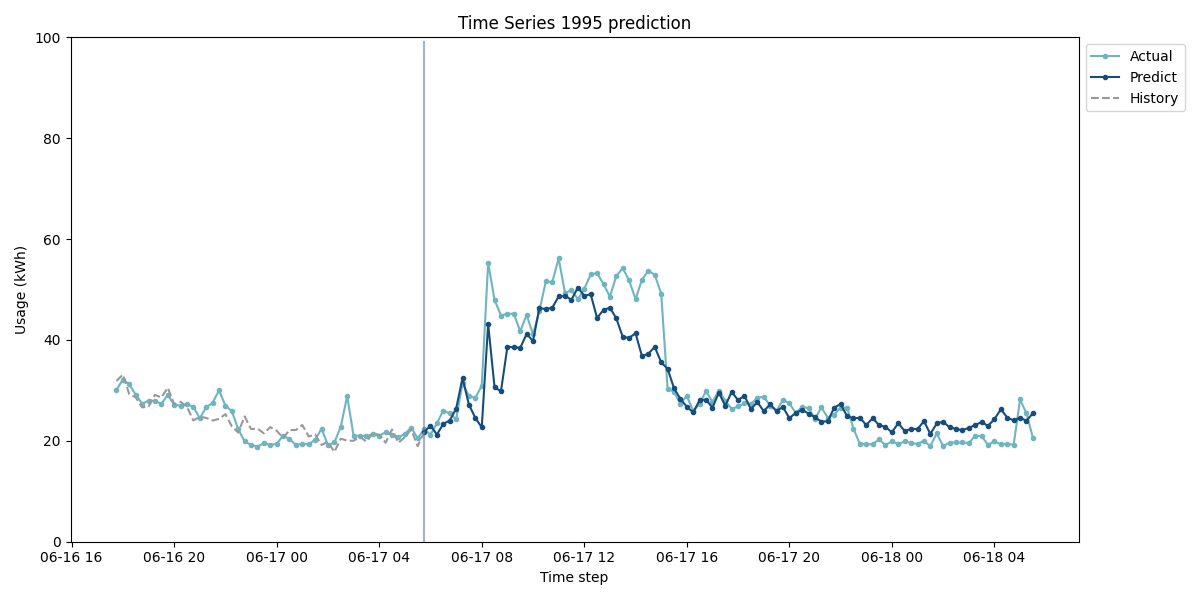 Time Series 1995 prediction
100
80
60
40
20
0
Usage (kWh)
06-16 16
06-16 20
06-17 00
06-17 04
06-17 08
06-17 12
06-17 16
06-17 20
06-18 00
06-18 04
Time step
Actual
Predict
History